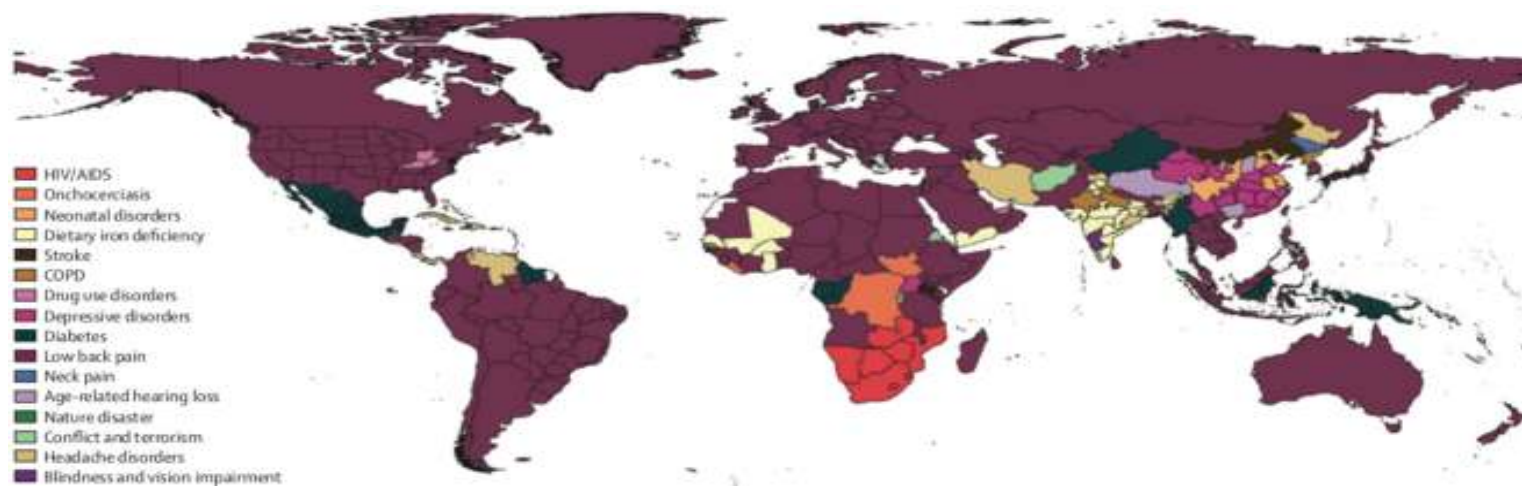 HIV/AIDS
Onchocerciasis
Neonatal disorders
Dietary iron deficiency
Stroke
COPD
Drug use disorders
Depressive disorders
Diabetes
Low back pain
Neck pain
Age-related hearing loss
Nature disaster
Conflict and terrorism
Headache disorders
Blindness and vision impairment